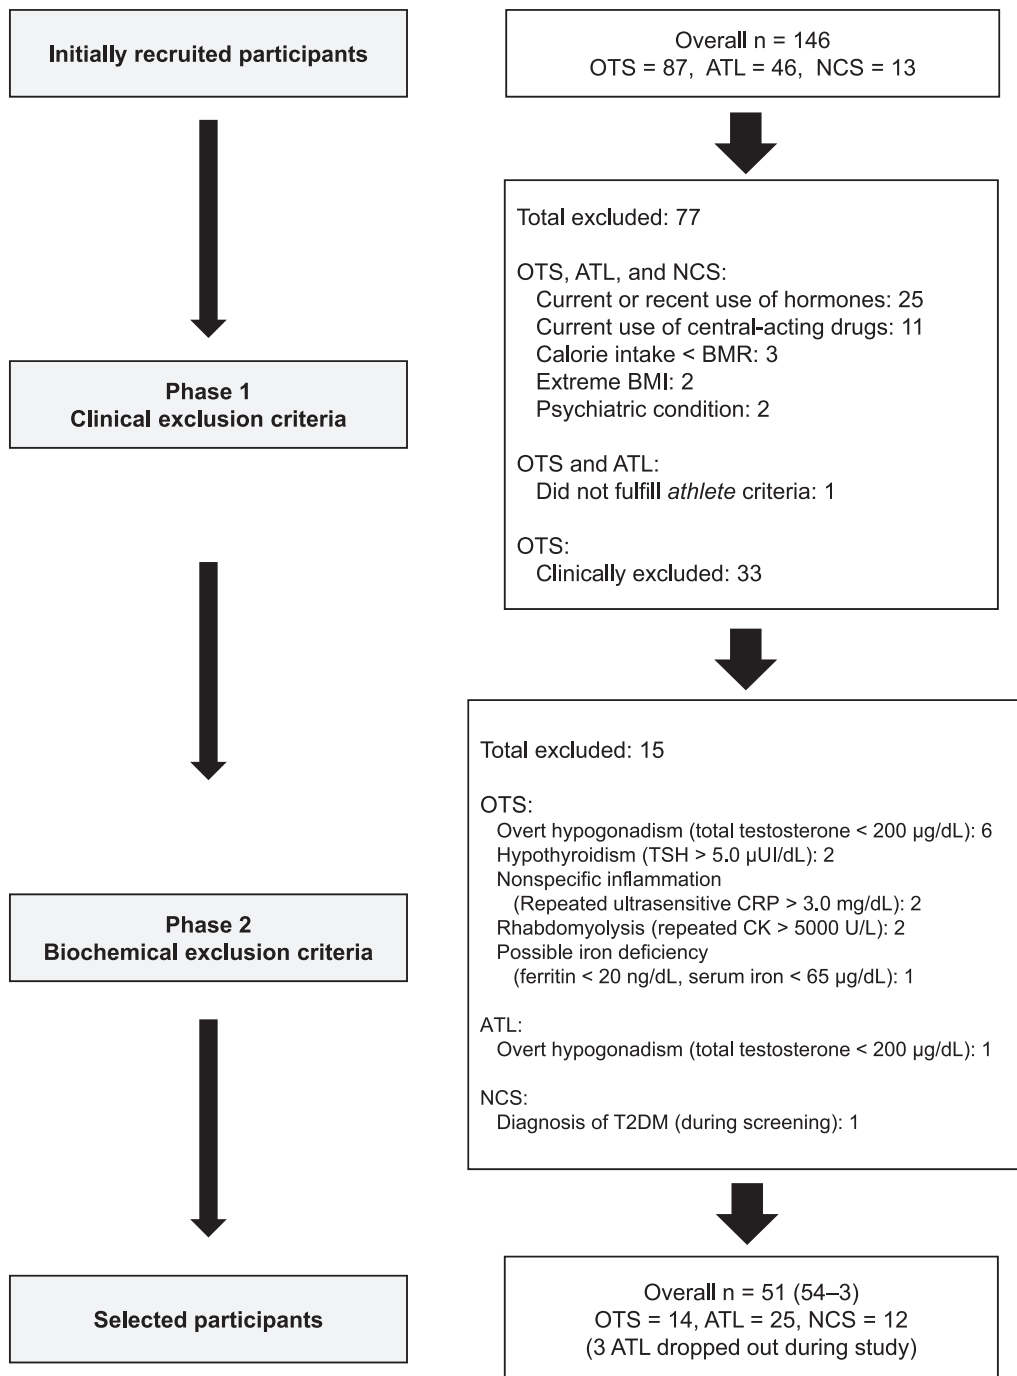 Initially recruited participants
Overall n = 146
OTS = 87, ATL = 46, NCS = 13
Total excluded: 77
OTS, ATL, and NCS:
Current or recent use of hormones: 25
Current use of central-acting drugs: 11
Calorie intake < BMR: 3
Extreme BMI: 2
Psychiatric condition: 2
OTS and ATL:
Did not fulfill athlete criteria: 1
OTS:
Clinically excluded: 33
Phase 1
Clinical exclusion criteria
Total excluded: 15
OTS:
Overt hypogonadism (total testosterone < 200 µg/dL): 6
Hypothyroidism (TSH > 5.0 µUI/dL): 2
Nonspecific inflammation
(Repeated ultrasensitive CRP > 3.0 mg/dL): 2
Rhabdomyolysis (repeated CK > 5000 U/L): 2
Possible iron deficiency
(ferritin < 20 ng/dL, serum iron < 65 µg/dL): 1
ATL:
Overt hypogonadism (total testosterone < 200 µg/dL): 1
NCS:
Diagnosis of T2DM (during screening): 1
Phase 2
Biochemical exclusion criteria
Selected participants
Overall n = 51 (54–3)
OTS = 14, ATL = 25, NCS = 12
(3 ATL dropped out during study)